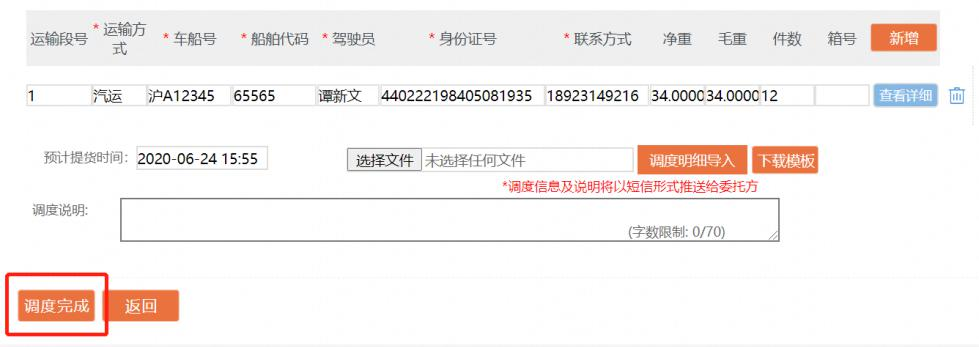 运输段号 * 运输方式 * 车船号 * 船舶代码 * 驾驶员 * 身份证号 * 联系方式 净重 毛重 件数 箱号 新增
1 汽运 沪A12345 65565 谭新文 440222198405081935 18923149216 34.0000 34.0000 12 查看详细
预计提货时间: 2020-06-24 15:55 选择文件 未选择任何文件 调度明细导入 下载模板
*调度信息及说明将以短信形式推送给委托方
调度说明:
(字数限制: 0/70)
调度完成 返回